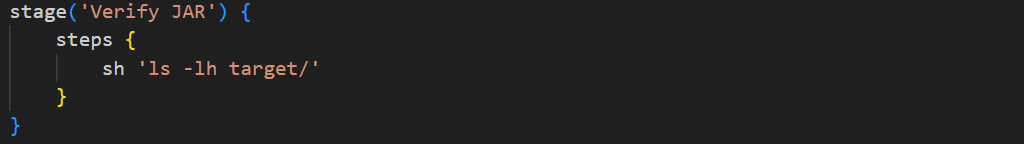 stage('Verify JAR') {
    steps {
        sh 'ls -lh target/'
    }
}